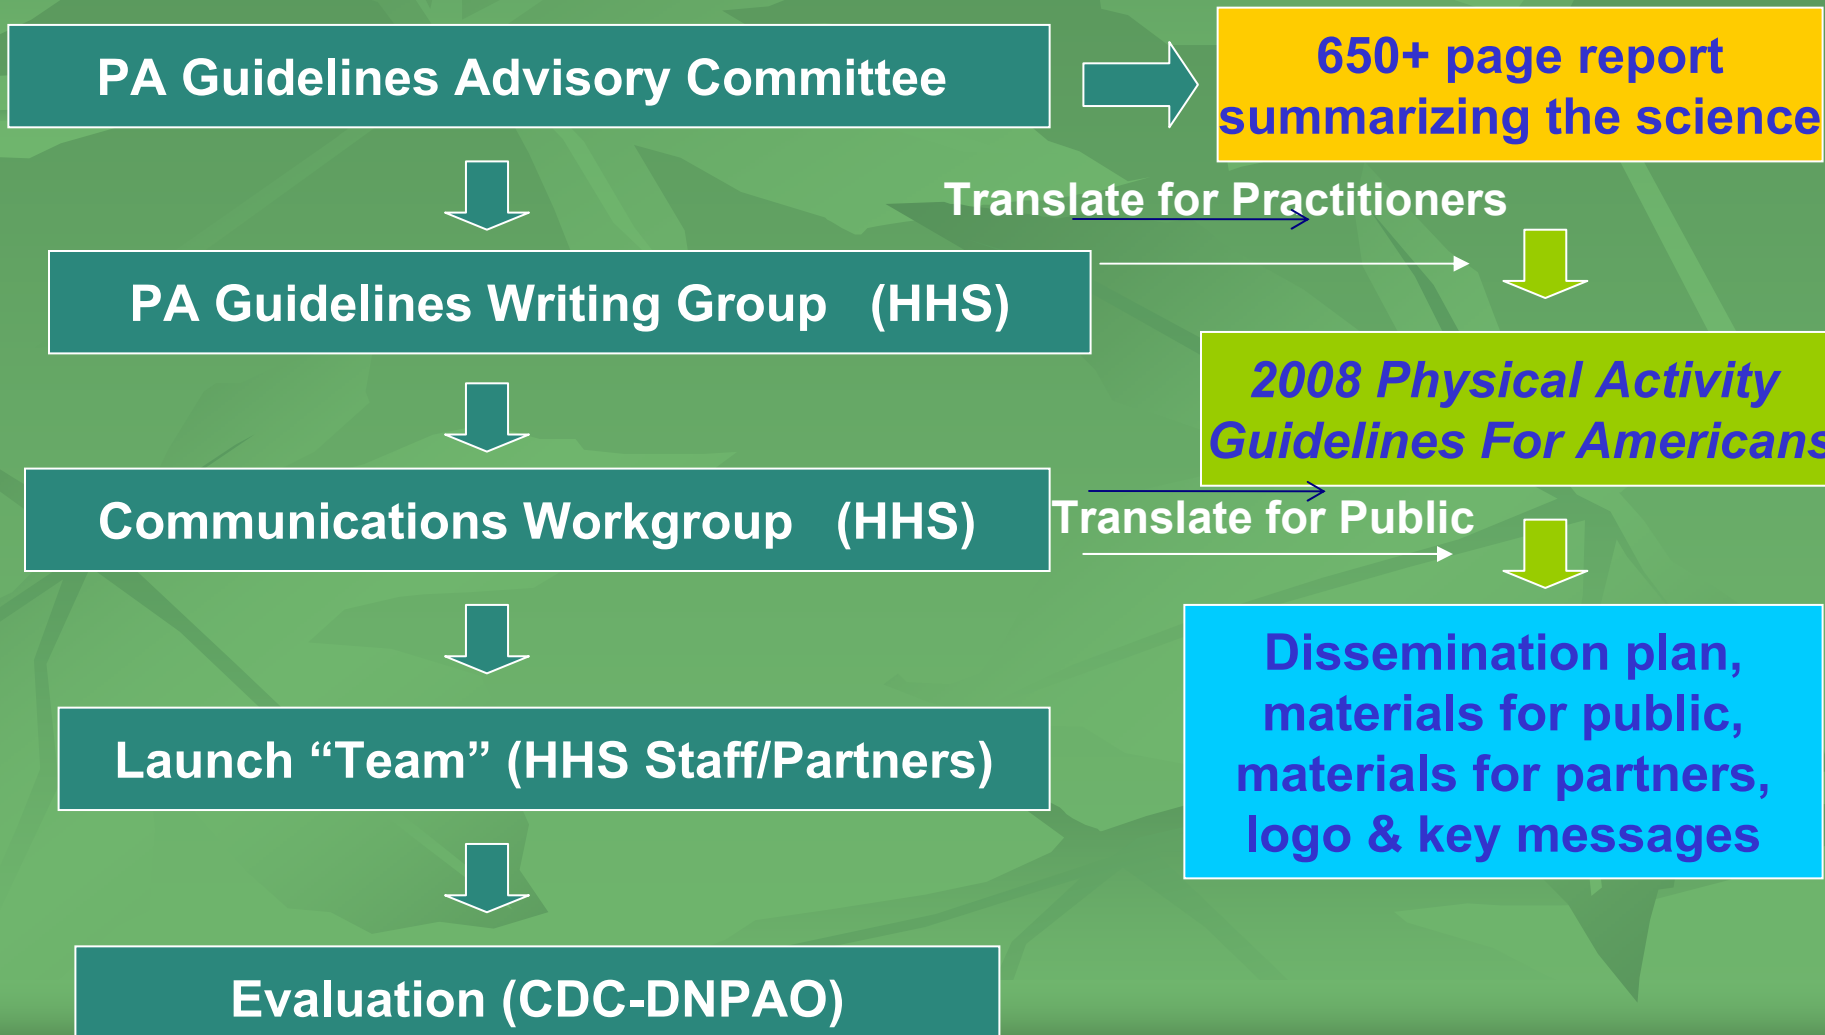 PA Guidelines Advisory Committee
650+ page report
summarizing the science
Translate for Practitioners
PA Guidelines Writing Group (HHS)
2008 Physical Activity
Guidelines For Americans
Communications Workgroup (HHS)
Translate for Public
Launch “Team” (HHS Staff/Partners)
Dissemination plan,
materials for public,
materials for partners,
logo & key messages
Evaluation (CDC-DNPAO)